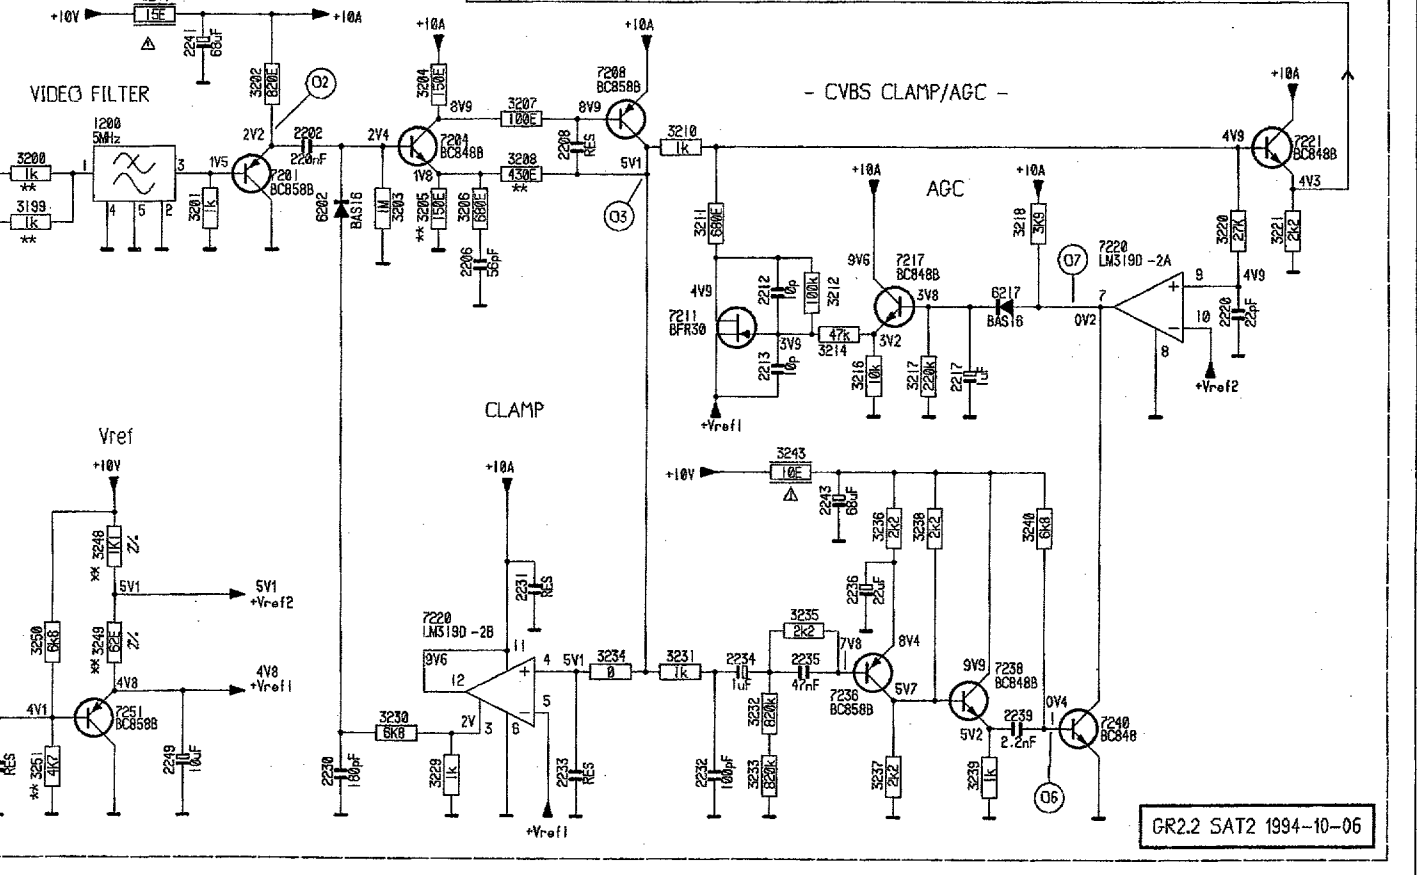 +10V
15E
+10A
2241
68uF
3202
820E
O2
VIDEO FILTER
1200
5MHz
3200
1k
**
3199
1k
**
1
3
4
5
2
1V5
3201
1k
2V2
7201
BC858B
2202
220nF
6202
BAS16
2V4
1M
3203
+10A
3204
150E
8V9
7204
BC848B
1V8
** 3205
150E
3206
680E
2206
56pF
3207
100E
3208
430E
**
8V9
2208
RES
7208
BC858B
+10A
5V1
O3
3210
1k
- CVBS CLAMP/AGC -
+10A
4V9
7221
BC848B
4V3
3220
27K
3221
2k2
3211
680E
4V9
7211
BFR30
2212
10p
100k
3212
3V9
2213
10p
47k
3214
+Vref1
+10A
AGC
9V6
7217
BC848B
3V8
3V2
3216
10k
3217
220k
2217
1uF
6217
BAS16
+10A
3218
3K9
O7
7220
LM319D -2A
7
0V2
9
4V9
10
8
2220
22pF
+Vref2
Vref
+10V
** 3248
1K1
2%
5V1
5V1
+Vref2
3250
6k8
** 3249
62E
2%
4V8
4V8
+Vref1
4V1
7251
BC858B
RES
** 3251
4K7
2249
10uF
CLAMP
+10A
2231
RES
7220
LM319D -2B
9V6
11
12
4
5V1
5
2V
3
6
3230
6K8
2230
180pF
3229
1k
2233
RES
+Vref1
3234
0
3231
1k
2232
100pF
2234
1uF
3232
820k
3233
820k
3235
2k2
2235
47nF
7V8
+10V
3243
10E
2243
68uF
3236
2k2
3238
2k2
3240
6k8
2236
22uF
8V4
7236
BC858B
5V7
3237
2k2
9V9
7238
BC848B
5V2
3239
1k
2239
2.2nF
0V4
1
O6
7240
BC848
GR2.2 SAT2 1994-10-06